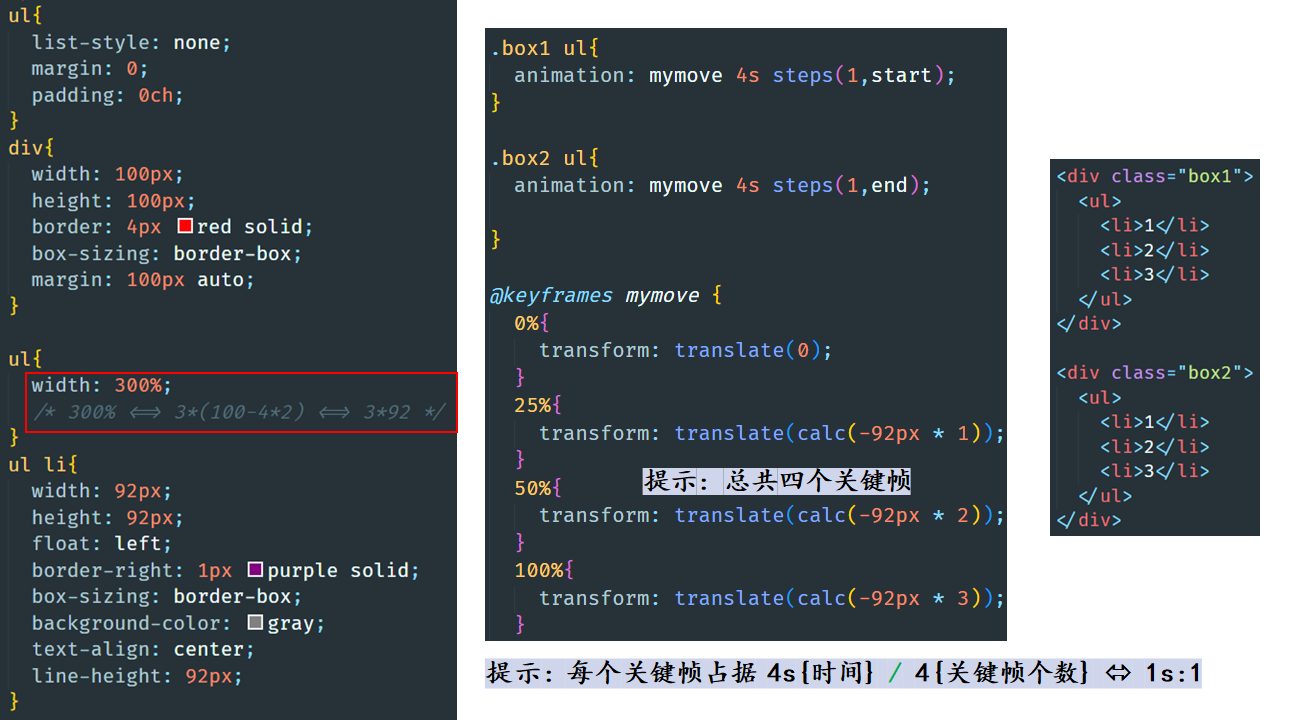 ul{
list-style: none;
margin: 0;
padding: 0ch;
}
div{
width: 100px;
height: 100px;
border: 4px red solid;
box-sizing: border-box;
margin: 100px auto;
}
ul{
width: 300%;
/* 300% <=> 3*(100-4*2) <=> 3*92 */
}
ul li{
width: 92px;
height: 92px;
float: left;
border-right: 1px purple solid;
box-sizing: border-box;
background-color: gray;
text-align: center;
line-height: 92px;
}
.box1 ul{
animation: mymove 4s steps(1,start);
}
.box2 ul{
animation: mymove 4s steps(1,end);
}
@keyframes mymove {
0%{
transform: translate(0);
}
25%{
transform: translate(calc(-92px * 1));
}
提示：总共四个关键帧
50%{
transform: translate(calc(-92px * 2));
}
100%{
transform: translate(calc(-92px * 3));
}
提示：每个关键帧占据 4s{时间} / 4{关键帧个数} <=> 1s:1
<div class="box1">
<ul>
<li>1</li>
<li>2</li>
<li>3</li>
</ul>
</div>
<div class="box2">
<ul>
<li>1</li>
<li>2</li>
<li>3</li>
</ul>
</div>